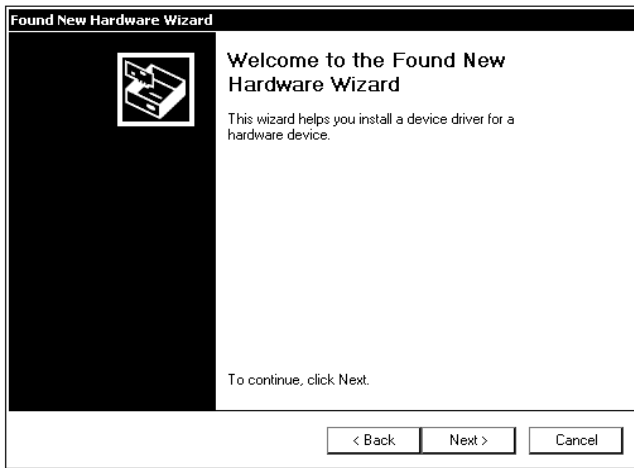 Found New Hardware Wizard
Welcome to the Found New
Hardware Wizard
This wizard helps you install a device driver for a
hardware device.
To continue, click Next.
< Back Next > Cancel